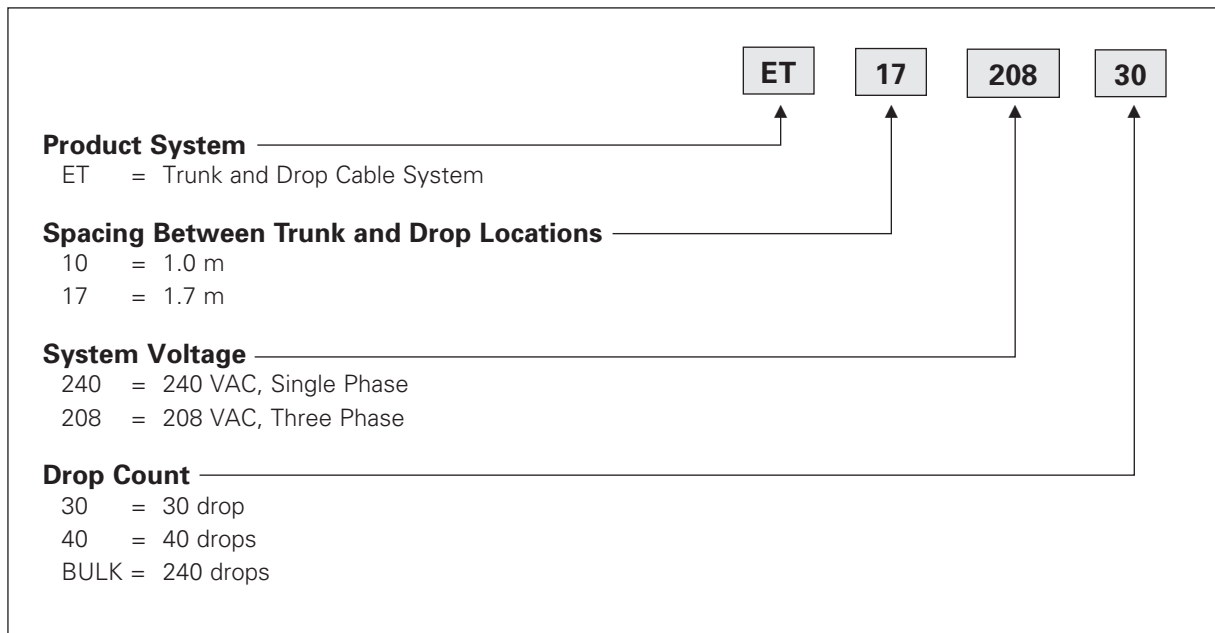 ET 17 208 30
Product System
ET = Trunk and Drop Cable System
Spacing Between Trunk and Drop Locations
10 = 1.0 m
17 = 1.7 m
System Voltage
240 = 240 VAC, Single Phase
208 = 208 VAC, Three Phase
Drop Count
30 = 30 drop
40 = 40 drops
BULK = 240 drops